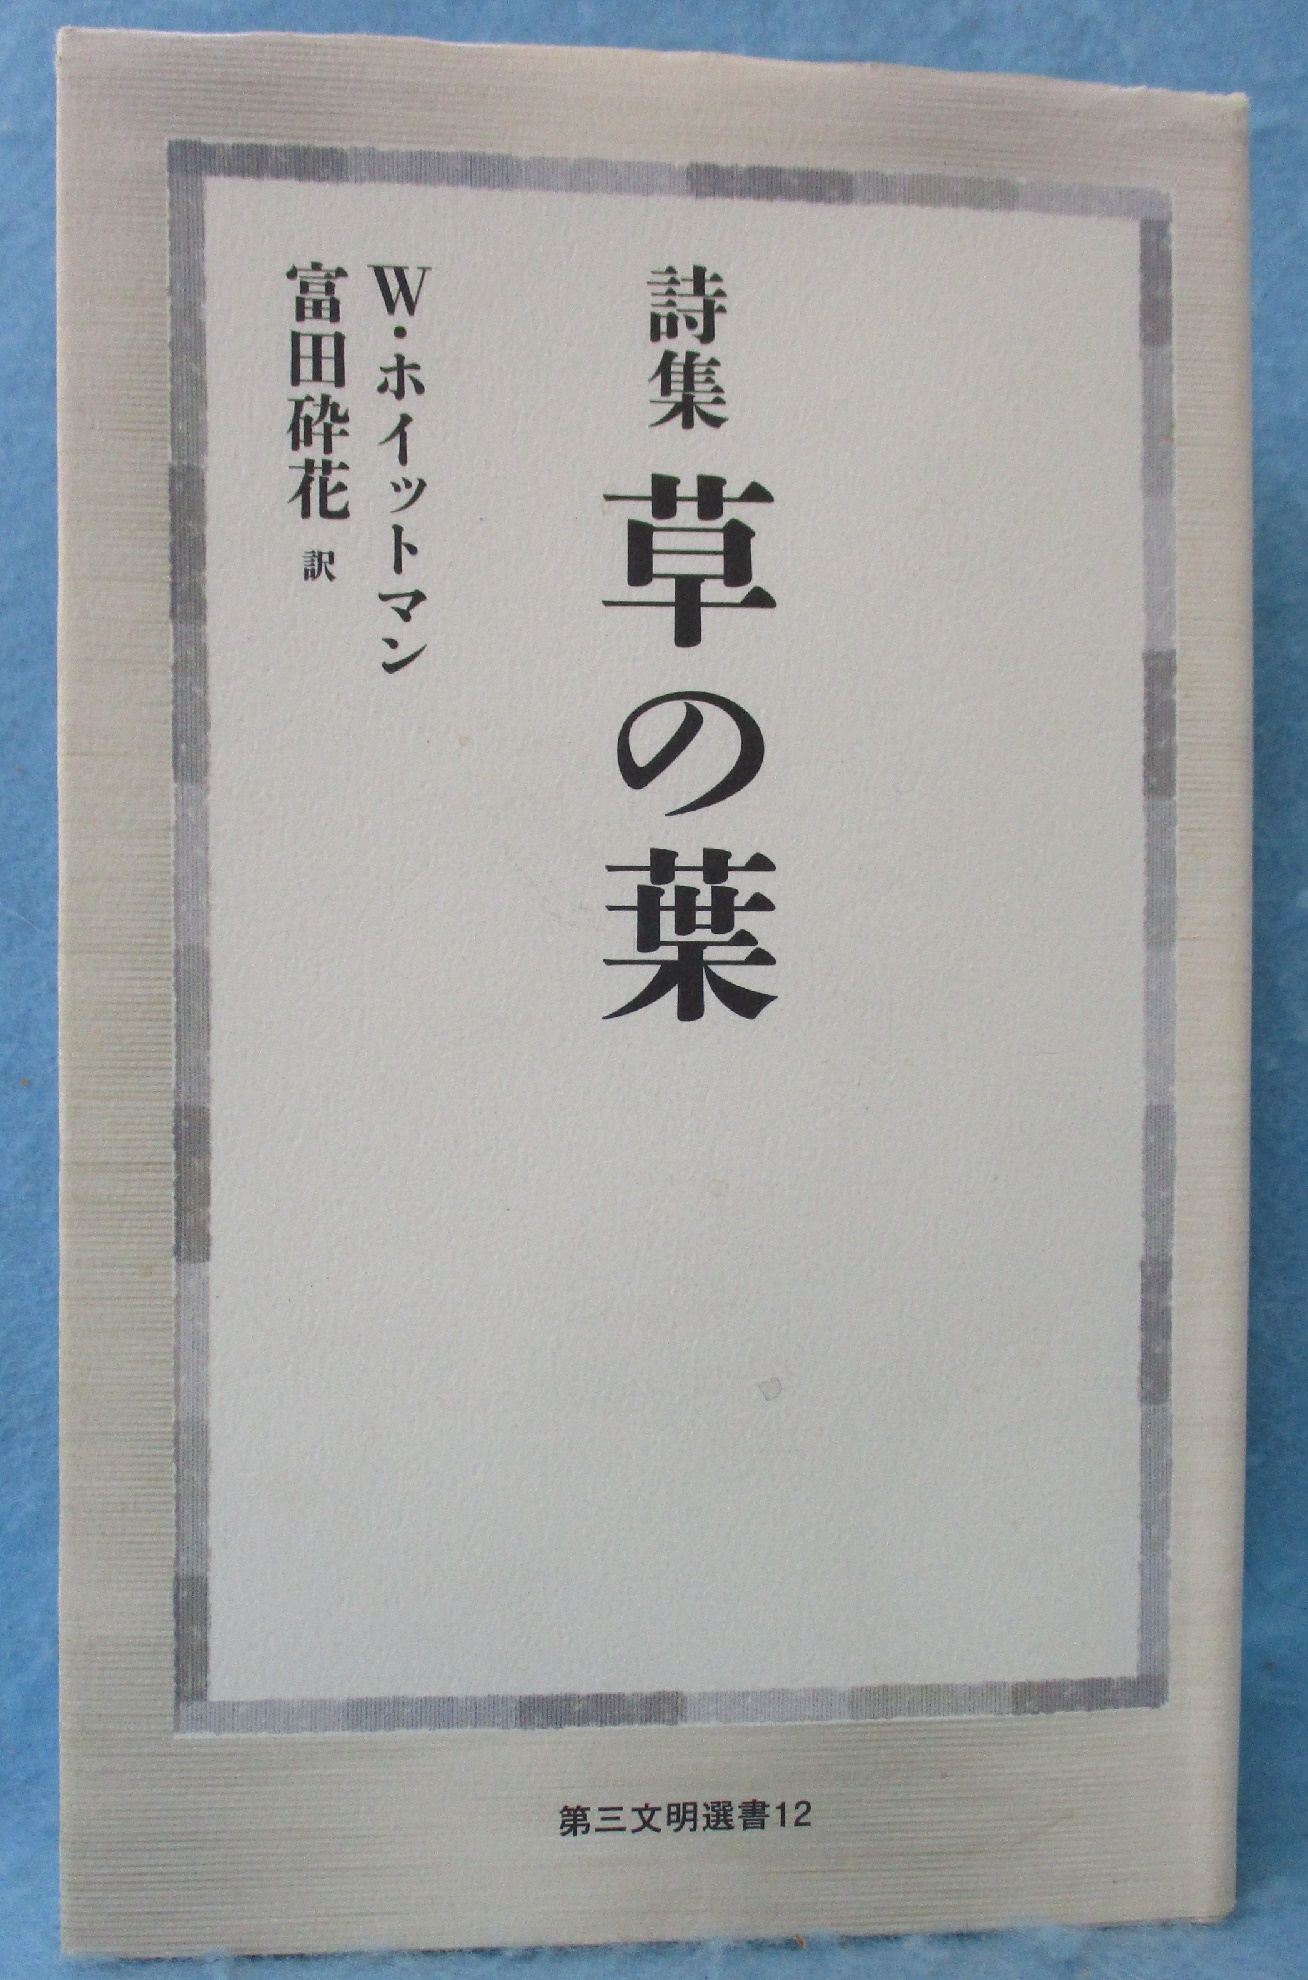 詩集 草の葉
W・ホイットマン
富田砕花 訳
第三文明選書12